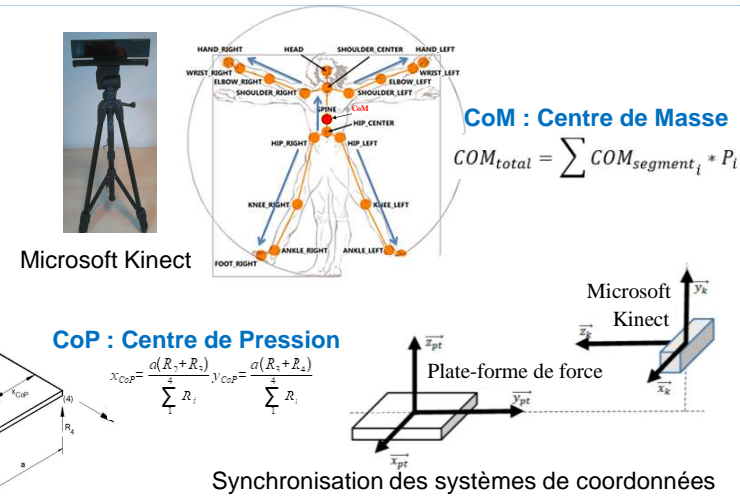 HAND_RIGHT HEAD SHOULDER_CENTER HAND_LEFT
WRIST_RIGHT WRIST_LEFT
ELBOW_RIGHT ELBOW_LEFT
SHOULDER_RIGHT SHOULDER_LEFT
SPINE CoM
HIP_CENTER
HIP_RIGHT HIP_LEFT
KNEE_RIGHT KNEE_LEFT
ANKLE_RIGHT ANKLE_LEFT
FOOT_RIGHT
Microsoft Kinect
CoM : Centre de Masse
COM_total = ∑ COM_segment_i * P_i
CoP : Centre de Pression
x_CoP = a(R_2+R_3) / ∑_1^4 R_i y_CoP = a(R_3+R_4) / ∑_1^4 R_i
x_CoP
(4)
R_4
a
Microsoft
Kinect
y_k
z_k
x_k
z_pt
Plate-forme de force
y_pt
x_pt
Synchronisation des systèmes de coordonnées